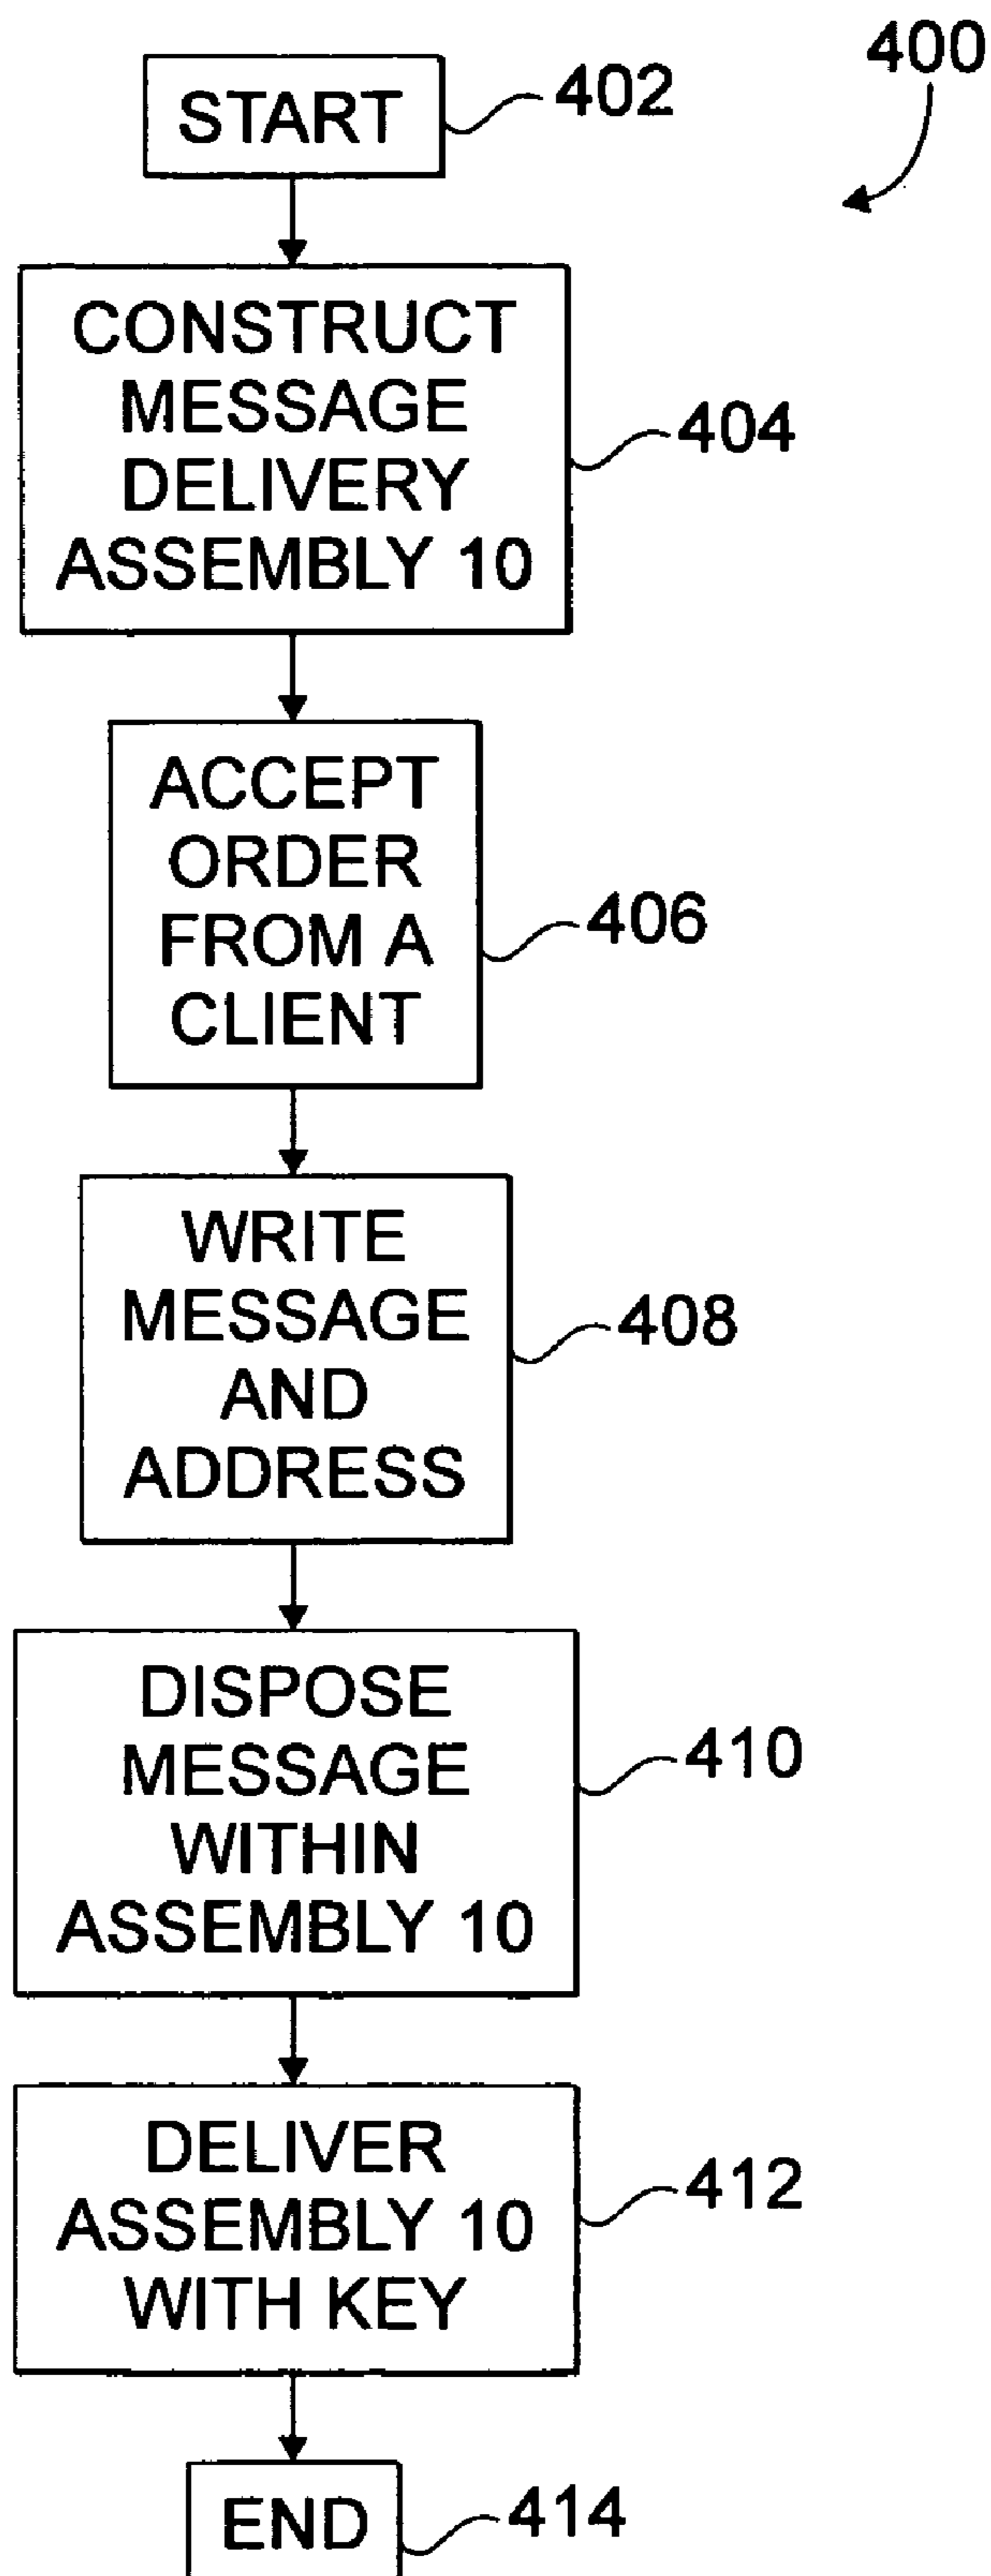 400
START
402
CONSTRUCT
MESSAGE
DELIVERY
ASSEMBLY 10
404
ACCEPT
ORDER
FROM A
CLIENT
406
WRITE
MESSAGE
AND
ADDRESS
408
DISPOSE
MESSAGE
WITHIN
ASSEMBLY 10
410
DELIVER
ASSEMBLY 10
WITH KEY
412
END
414